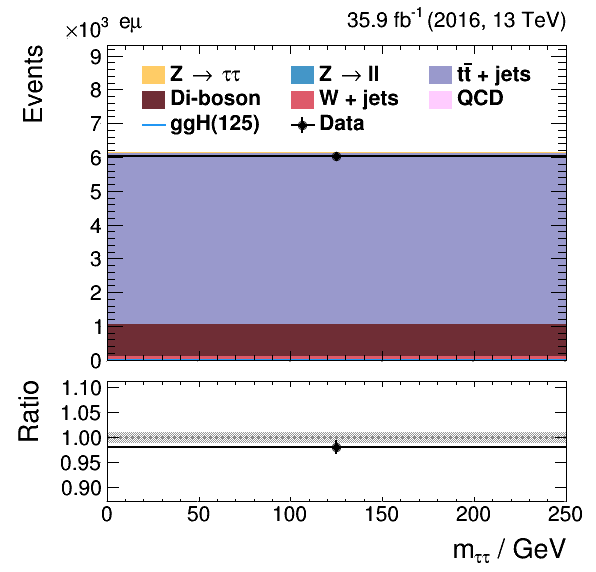 ×10³ eμ 35.9 fb⁻¹ (2016, 13 TeV)
Events
9
8
7
6
5
4
3
2
1
0
Z → ττ Z → ll tt̄ + jets
Di-boson W + jets QCD
ggH(125) Data
Ratio
1.10
1.05
1.00
0.95
0.90
0 50 100 150 200 250
m_ττ / GeV